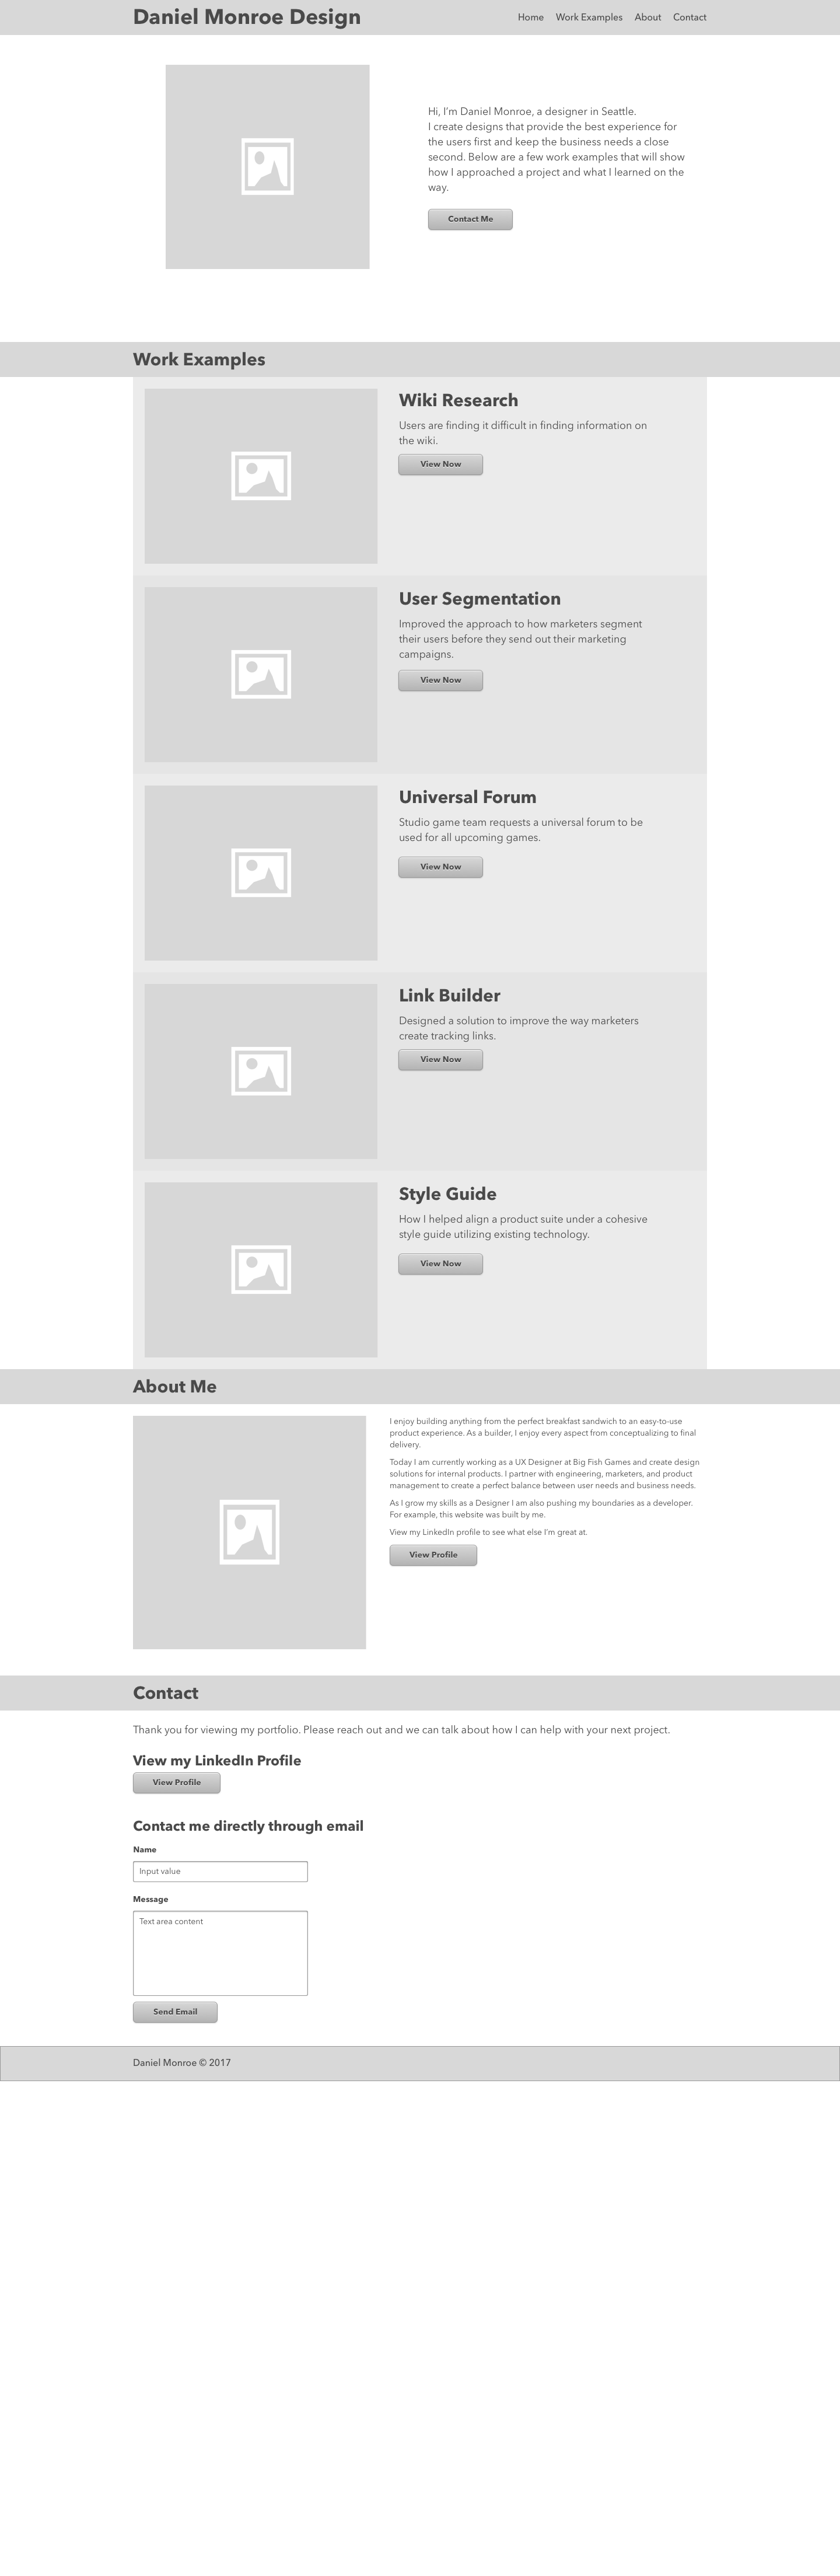 Daniel Monroe Design
Home Work Examples About Contact
Hi, I'm Daniel Monroe, a designer in Seattle.
I create designs that provide the best experience for
the users first and keep the business needs a close
second. Below are a few work examples that will show
how I approached a project and what I learned on the
way.
Contact Me
Work Examples
Wiki Research
Users are finding it difficult in finding information on
the wiki.
View Now
User Segmentation
Improved the approach to how marketers segment
their users before they send out their marketing
campaigns.
View Now
Universal Forum
Studio game team requests a universal forum to be
used for all upcoming games.
View Now
Link Builder
Designed a solution to improve the way marketers
create tracking links.
View Now
Style Guide
How I helped align a product suite under a cohesive
style guide utilizing existing technology.
View Now
About Me
I enjoy building anything from the perfect breakfast sandwich to an easy-to-use
product experience. As a builder, I enjoy every aspect from conceptualizing to final
delivery.
Today I am currently working as a UX Designer at Big Fish Games and create design
solutions for internal products. I partner with engineering, marketers, and product
management to create a perfect balance between user needs and business needs.
As I grow my skills as a Designer I am also pushing my boundaries as a developer.
For example, this website was built by me.
View my LinkedIn profile to see what else I'm great at.
View Profile
Contact
Thank you for viewing my portfolio. Please reach out and we can talk about how I can help with your next project.
View my LinkedIn Profile
View Profile
Contact me directly through email
Name
Input value
Message
Text area content
Send Email
Daniel Monroe © 2017